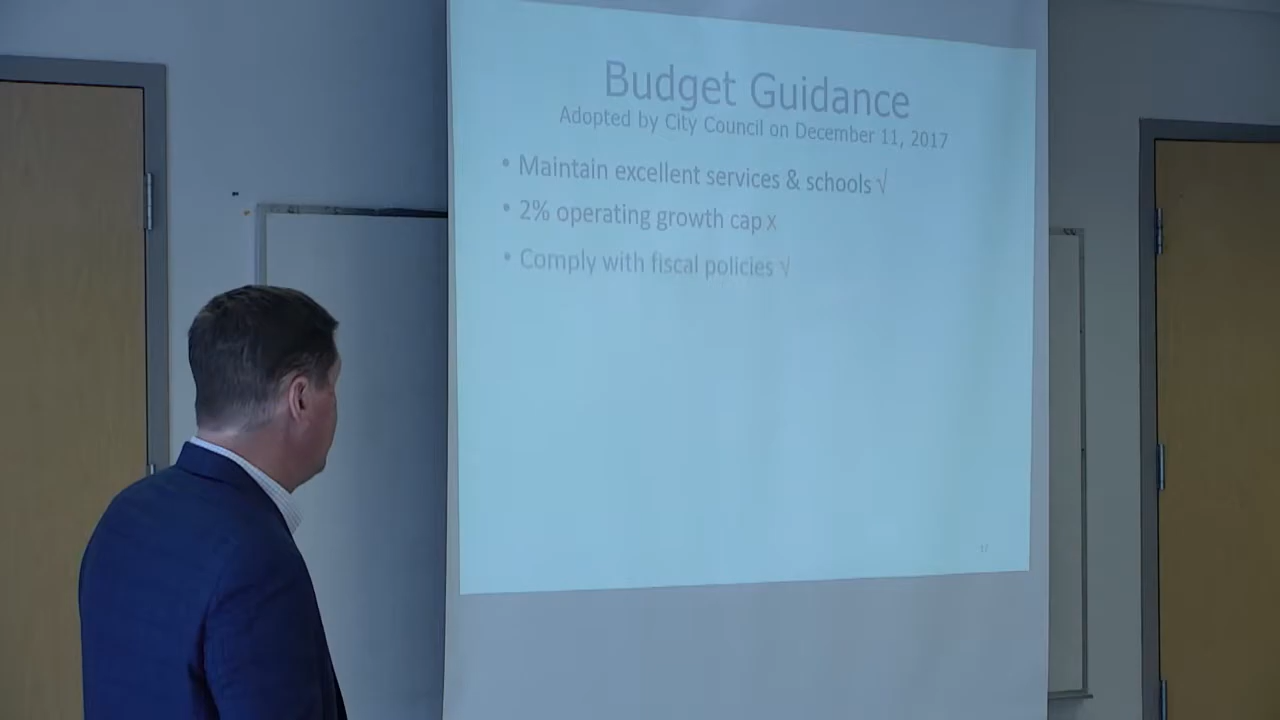 Budget Guidance
Adopted by City Council on December 11, 2017
• Maintain excellent services & schools √
• 2% operating growth cap x
• Comply with fiscal policies √